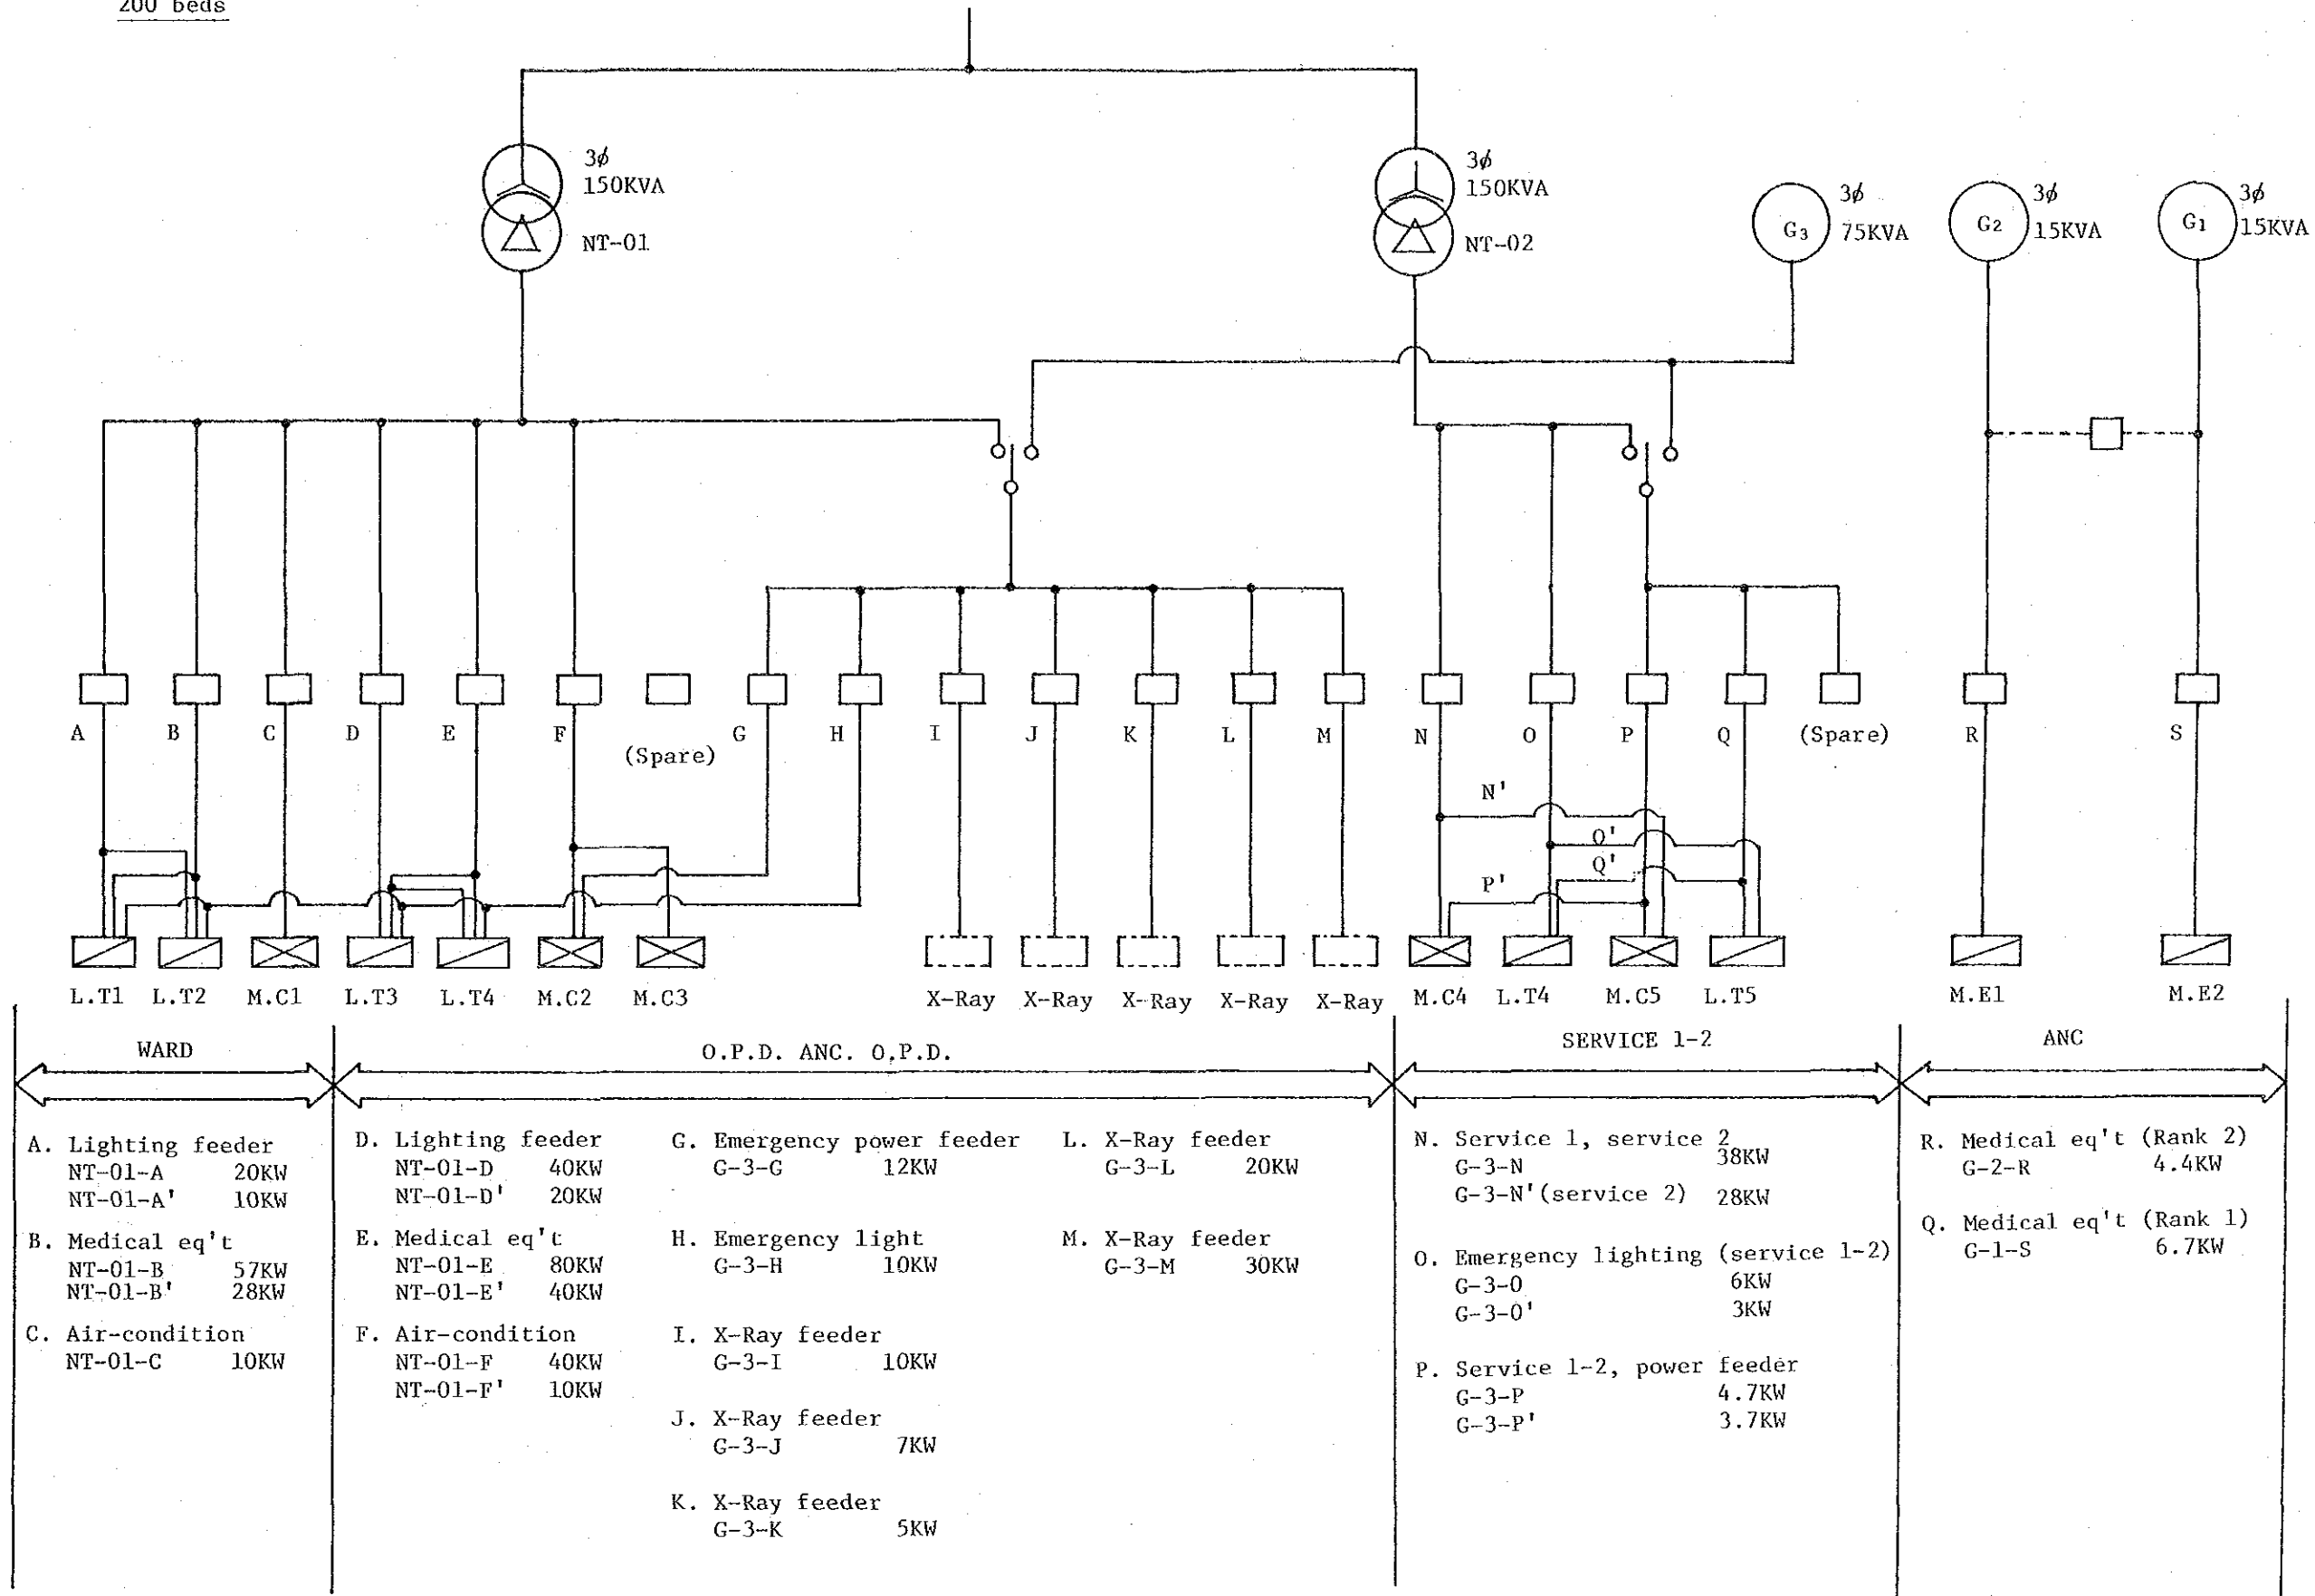 200 beds
3ø
150KVA
NT-01
3ø
150KVA
NT-02
G3
3ø
75KVA
G2
3ø
15KVA
G1
3ø
15KVA
A B C D E F (Spare) G H I J K L M N O P Q (Spare) R S
N'
O'
Q'
P'
L.T1 L.T2 M.C1 L.T3 L.T4 M.C2 M.C3 X-Ray X-Ray X-Ray X-Ray X-Ray M.C4 L.T4 M.C5 L.T5 M.E1 M.E2
WARD
O.P.D. ANC. O.P.D.
SERVICE 1-2
ANC
A. Lighting feeder
NT-01-A 20KW
NT-01-A' 10KW
B. Medical eq't
NT-01-B 57KW
NT-01-B' 28KW
C. Air-condition
NT-01-C 10KW
D. Lighting feeder
NT-01-D 40KW
NT-01-D' 20KW
E. Medical eq't
NT-01-E 80KW
NT-01-E' 40KW
F. Air-condition
NT-01-F 40KW
NT-01-F' 10KW
G. Emergency power feeder
G-3-G 12KW
H. Emergency light
G-3-H 10KW
I. X-Ray feeder
G-3-I 10KW
J. X-Ray feeder
G-3-J 7KW
K. X-Ray feeder
G-3-K 5KW
L. X-Ray feeder
G-3-L 20KW
M. X-Ray feeder
G-3-M 30KW
N. Service 1, service 2
G-3-N 38KW
G-3-N'(service 2) 28KW
O. Emergency lighting (service 1-2)
G-3-O 6KW
G-3-O' 3KW
P. Service 1-2, power feeder
G-3-P 4.7KW
G-3-P' 3.7KW
R. Medical eq't (Rank 2)
G-2-R 4.4KW
Q. Medical eq't (Rank 1)
G-1-S 6.7KW